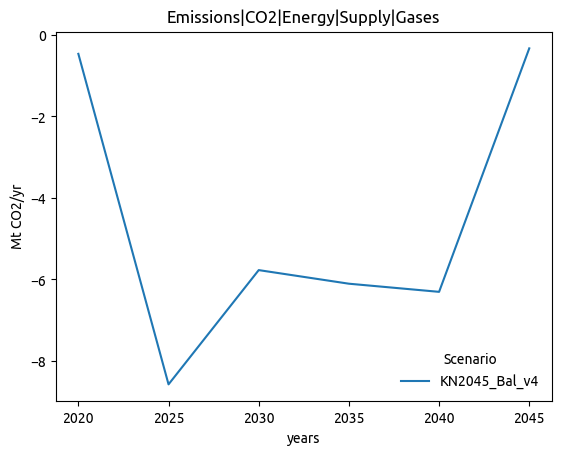 Emissions|CO2|Energy|Supply|Gases
0
−2
−4
−6
−8
Mt CO2/yr
Scenario
KN2045_Bal_v4
2020 2025 2030 2035 2040 2045
years